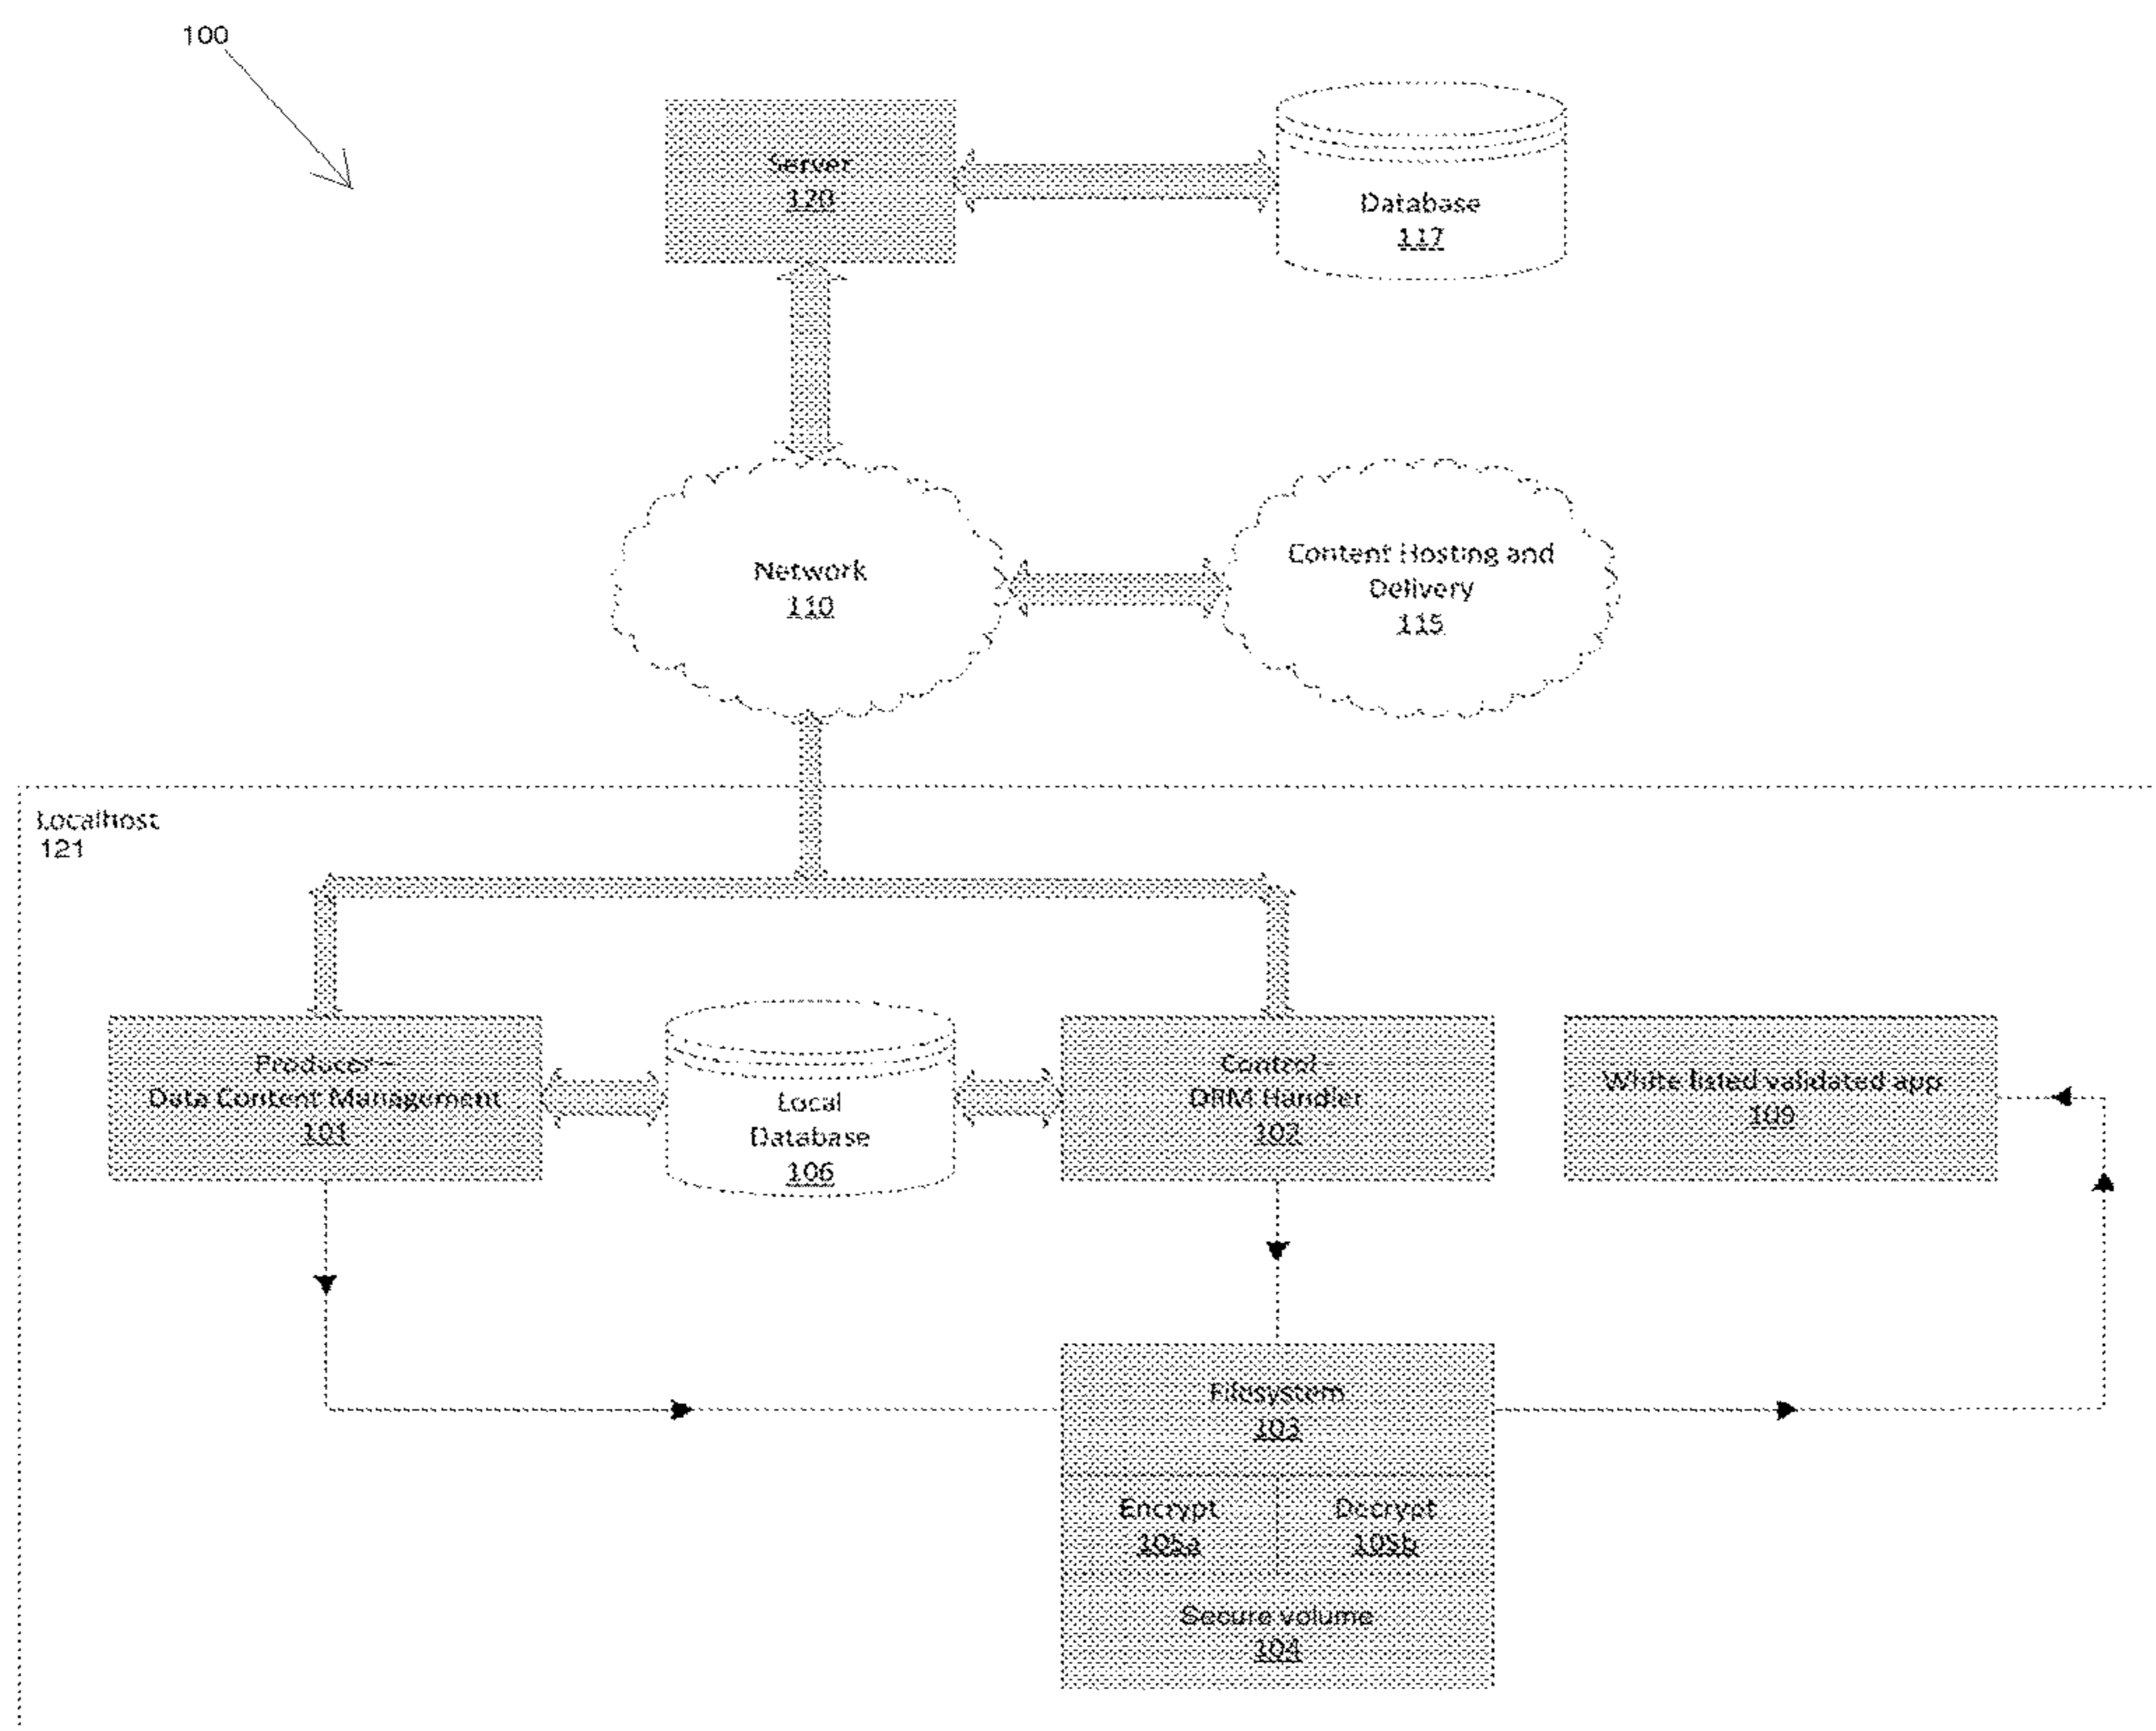 100
Server
120
Database
117
Network
110
Content Hosting and
Delivery
115
Localhost
121
Producer –
Data Content Management
101
Local
Database
106
Control -
DRM Handler
102
White listed validated app
109
Filesystem
103
Encrypt
105a
Decrypt
105b
Secure volume
104